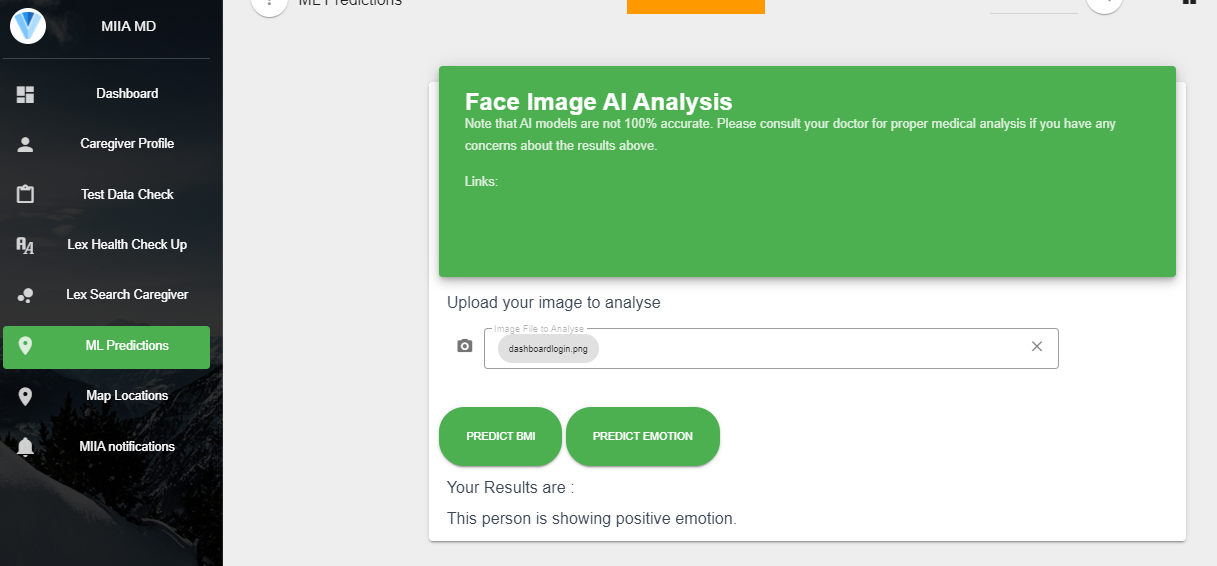 MIIA MD
ML Predictions
Dashboard
Caregiver Profile
Test Data Check
Lex Health Check Up
Lex Search Caregiver
ML Predictions
Map Locations
MIIA notifications
Face Image AI Analysis
Note that AI models are not 100% accurate. Please consult your doctor for proper medical analysis if you have any
concerns about the results above.
Links:
Upload your image to analyse
Image File to Analyse
dashboardlogin.png
PREDICT BMI
PREDICT EMOTION
Your Results are :
This person is showing positive emotion.